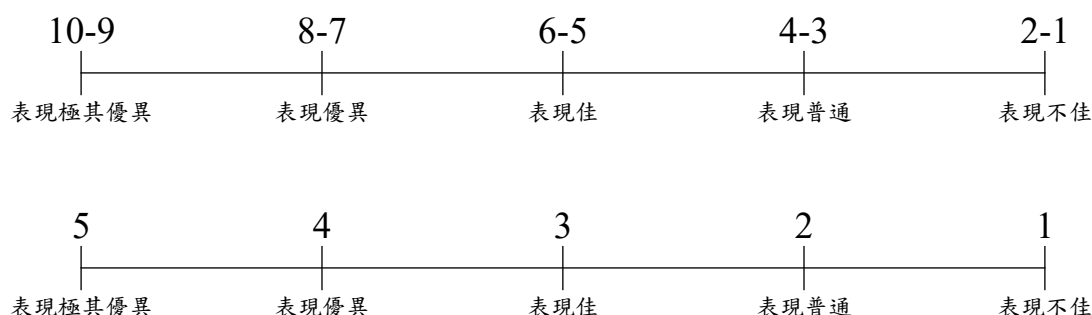 10-9 8-7 6-5 4-3 2-1
表現極其優異 表現優異 表現佳 表現普通 表現不佳
5 4 3 2 1
表現極其優異 表現優異 表現佳 表現普通 表現不佳